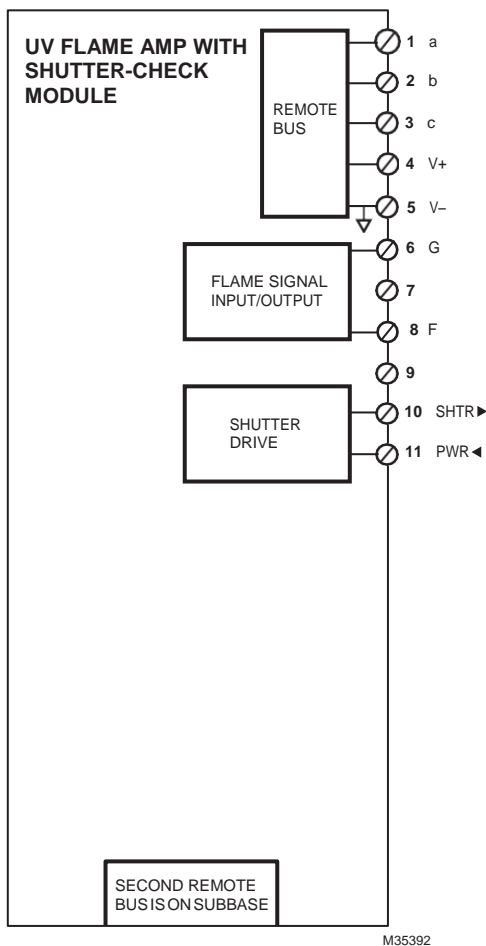 UV FLAME AMP WITH
SHUTTER-CHECK
MODULE
REMOTE
BUS
1 a
2 b
3 c
4 V+
5 V–
6 G
FLAME SIGNAL
INPUT/OUTPUT
7
8 F
9
SHUTTER
DRIVE
10 SHTR▶
11 PWR◀
SECOND REMOTE
BUS IS ON SUBBASE
M35392